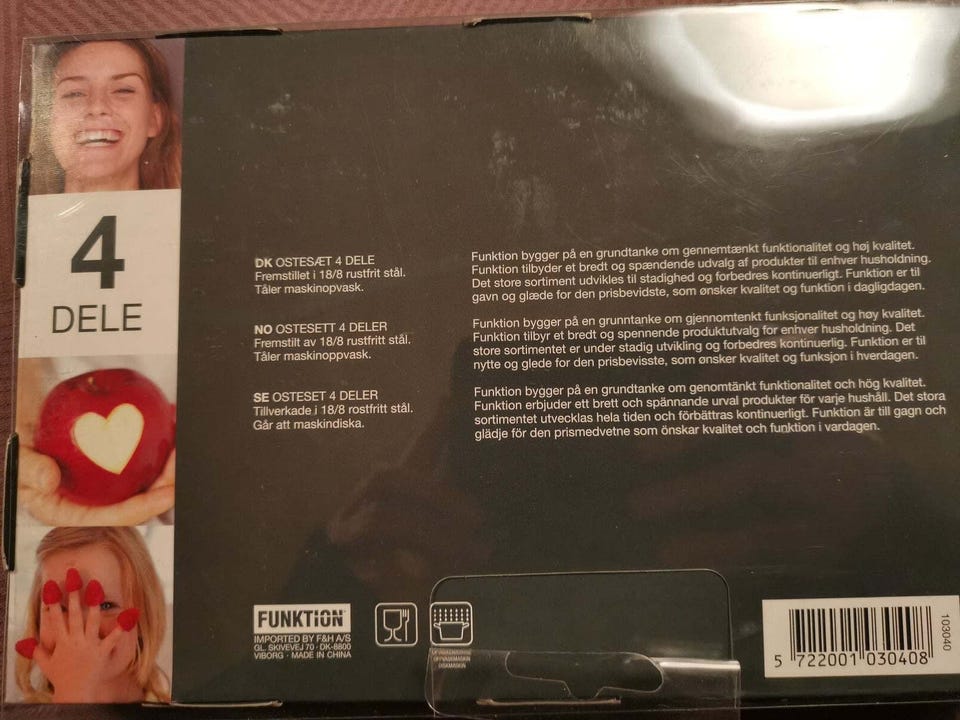 4
DELE
DK OSTESÆT 4 DELE
Fremstillet i 18/8 rustfrit stål.
Tåler maskinopvask.
NO OSTESETT 4 DELER
Fremstilt av 18/8 rustfritt stål.
Tåler maskinoppvask.
SE OSTESET 4 DELER
Tillverkade i 18/8 rostfritt stål.
Går att maskindiska.
Funktion bygger på en grundtanke om gennemtænkt funktionalitet og høj kvalitet.
Funktion tilbyder et bredt og spændende udvalg af produkter til enhver husholdning.
Det store sortiment udvikles til stadighed og forbedres kontinuerligt. Funktion er til
gavn og glæde for den prisbevidste, som ønsker kvalitet og funktion i dagligdagen.
Funktion bygger på en grunntanke om gjennomtenkt funksjonalitet og høy kvalitet.
Funktion tilbyr et bredt og spennende produktutvalg for enhver husholdning. Det
store sortimentet er under stadig utvikling og forbedres kontinuerlig. Funktion er til
nytte og glede for den prisbevisste, som ønsker kvalitet og funksjon i hverdagen.
Funktion bygger på en grundtanke om genomtänkt funktionalitet och hög kvalitet.
Funktion erbjuder ett brett och spännande urval produkter för varje hushåll. Det stora
sortimentet utvecklas hela tiden och förbättras kontinuerligt. Funktion är till gagn och
glädje för den prismedvetne som önskar kvalitet och funktion i vardagen.
FUNKTION
IMPORTED BY F&H A/S
GL. SKIVEVEJ 70 · DK-8800
VIBORG · MADE IN CHINA
OPVASKEMASKINE
OPPVASKMASKIN
DISKMASKIN
5 722001 030408
103040